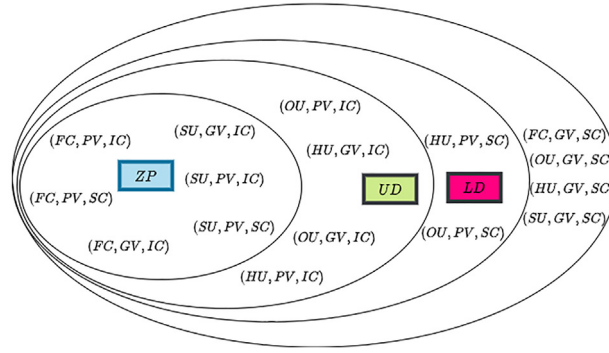 (FC, PV, IC)
(SU, GV, IC)
ZP
(SU, PV, IC)
(FC, PV, SC)
(SU, PV, SC)
(FC, GV, IC)
(OU, PV, IC)
(HU, GV, IC)
UD
(OU, GV, IC)
(HU, PV, IC)
(HU, PV, SC)
LD
(OU, PV, SC)
(FC, GV, SC)
(OU, GV, SC)
(HU, GV, SC)
(SU, GV, SC)